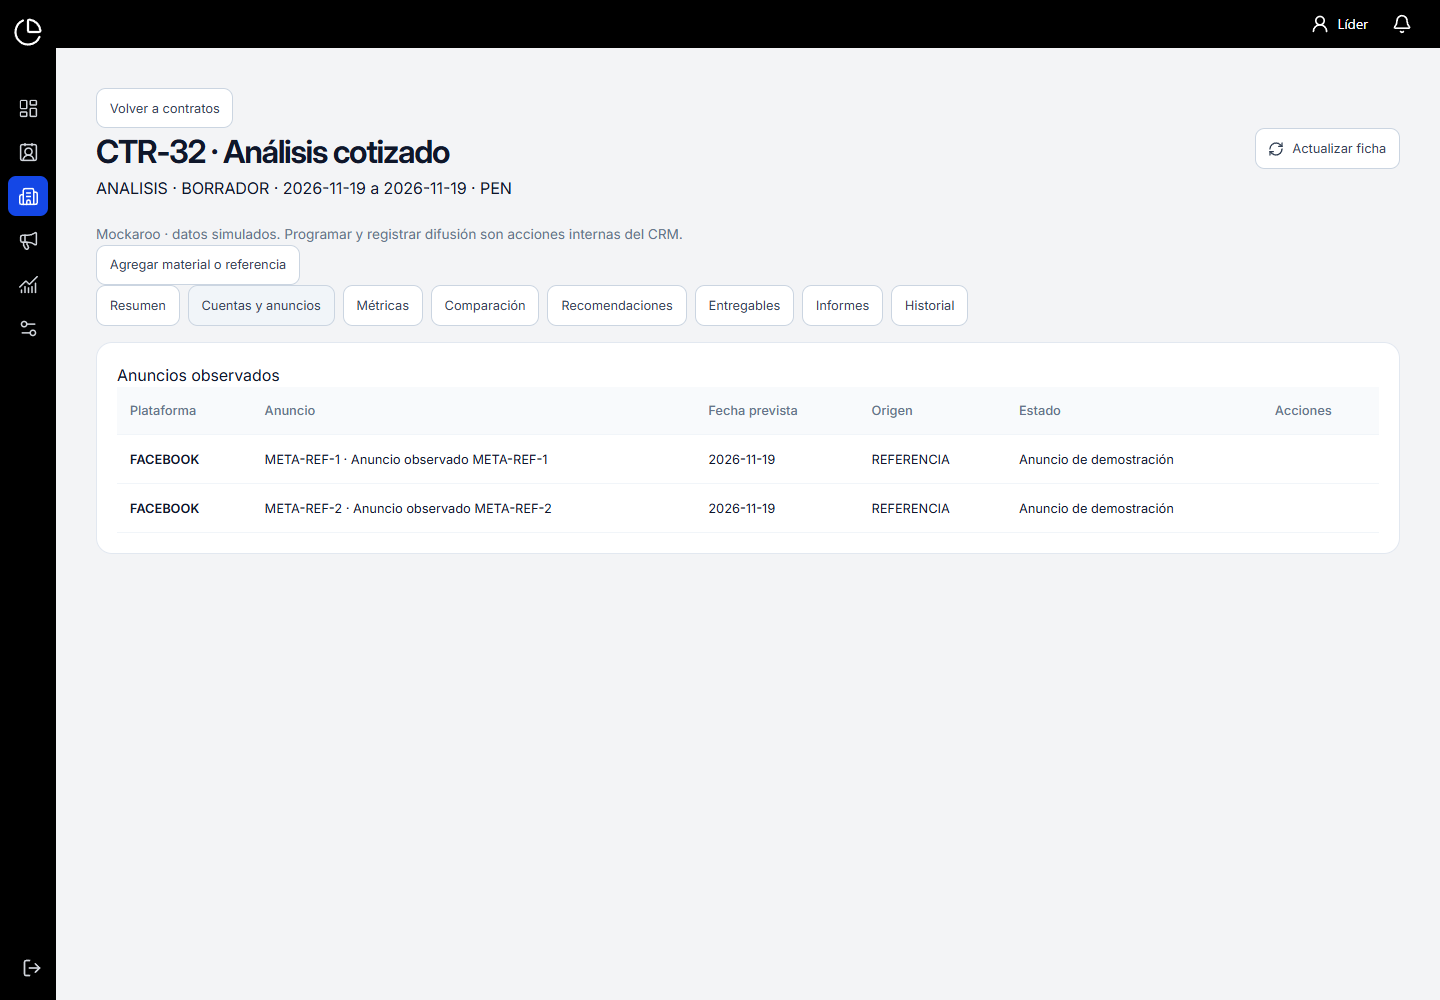 Líder
Volver a contratos
CTR-32 · Análisis cotizado
Actualizar ficha
ANALISIS · BORRADOR · 2026-11-19 a 2026-11-19 · PEN
Mockaroo · datos simulados. Programar y registrar difusión son acciones internas del CRM.
Agregar material o referencia
Resumen Cuentas y anuncios Métricas Comparación Recomendaciones Entregables Informes Historial
Anuncios observados
Plataforma Anuncio Fecha prevista Origen Estado Acciones
FACEBOOK META-REF-1 · Anuncio observado META-REF-1 2026-11-19 REFERENCIA Anuncio de demostración
FACEBOOK META-REF-2 · Anuncio observado META-REF-2 2026-11-19 REFERENCIA Anuncio de demostración